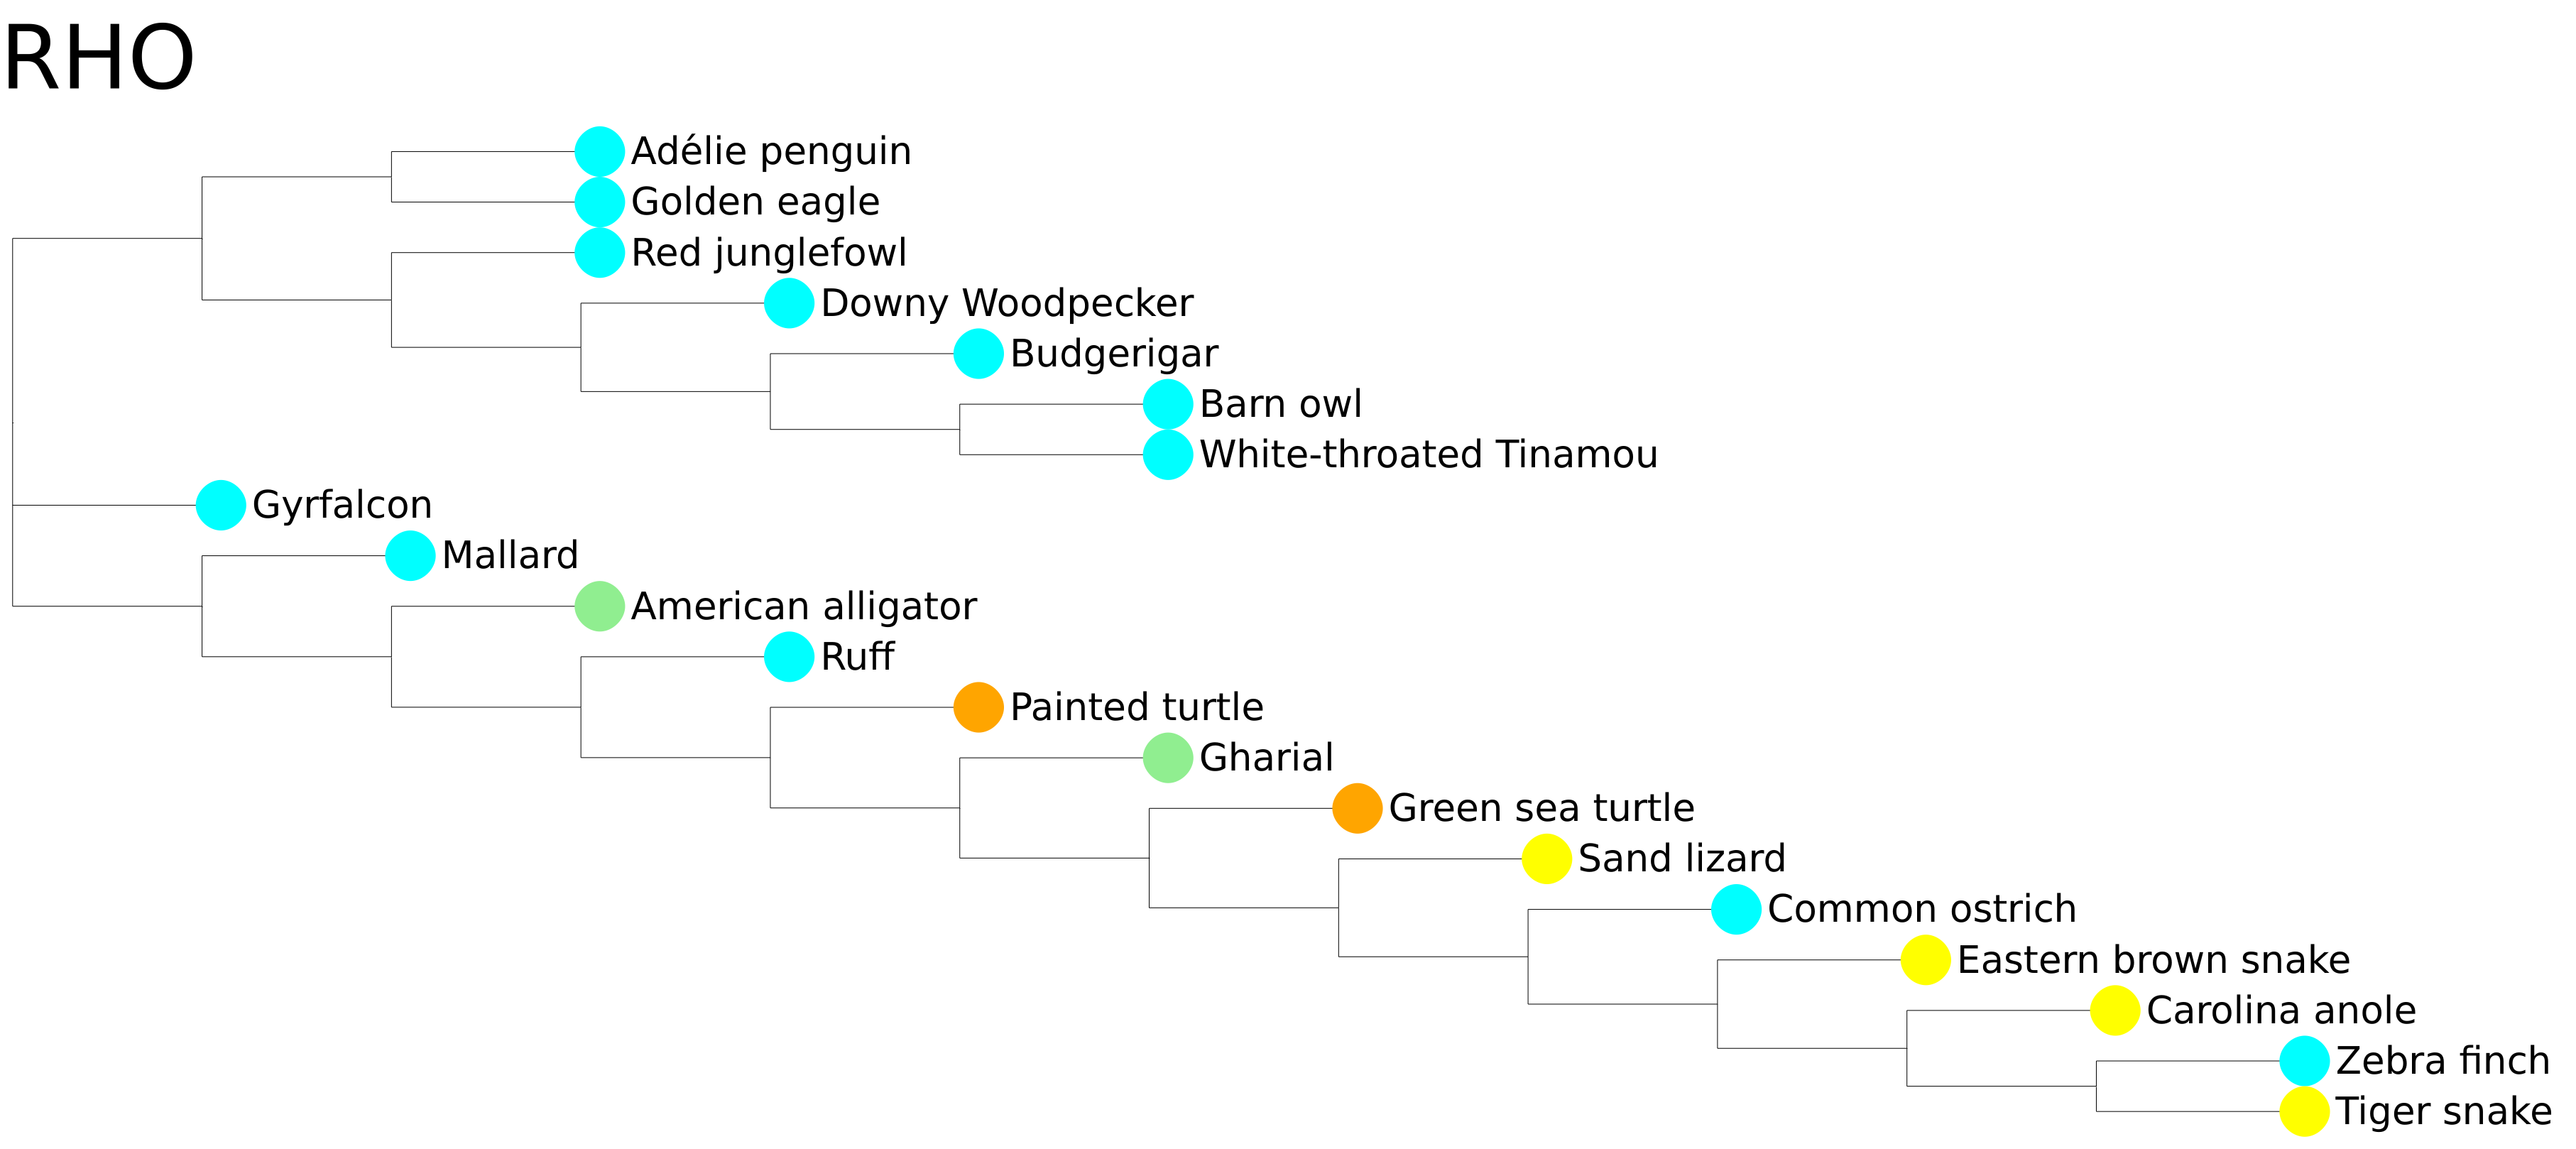 RHO
Adélie penguin
Golden eagle
Red junglefowl
Downy Woodpecker
Budgerigar
Barn owl
White-throated Tinamou
Gyrfalcon
Mallard
American alligator
Ruff
Painted turtle
Gharial
Green sea turtle
Sand lizard
Common ostrich
Eastern brown snake
Carolina anole
Zebra finch
Tiger snake